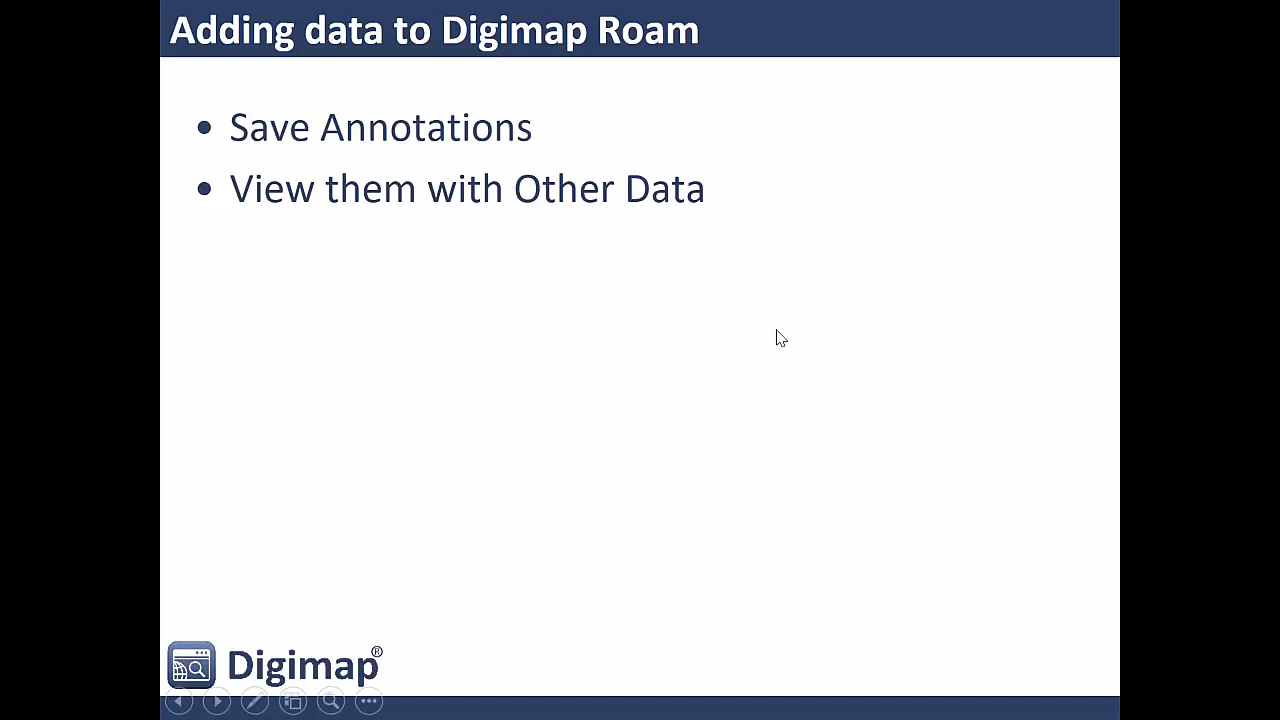 Adding data to Digimap Roam
• Save Annotations
• View them with Other Data
Digimap®